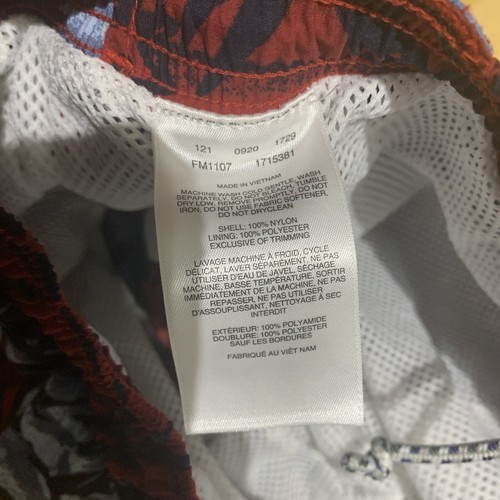 121 0920 1729
FM1107 1715381
MADE IN VIETNAM
MACHINE WASH COLD GENTLE, WASH
SEPARATELY, DO NOT BLEACH, TUMBLE
DRY LOW, REMOVE PROMPTLY, DO NOT
IRON, DO NOT USE FABRIC SOFTENER,
DO NOT DRYCLEAN
SHELL: 100% NYLON
LINING: 100% POLYESTER
EXCLUSIVE OF TRIMMING
LAVAGE MACHINE À FROID, CYCLE
DÉLICAT, LAVER SÉPARÉMENT, NE PAS
UTILISER D'EAU DE JAVEL, SÉCHAGE
MACHINE, BASSE TEMPÉRATURE, SORTIR
IMMÉDIATEMENT DE LA MACHINE, NE PAS
REPASSER, NE PAS UTILISER
D'ASSOUPLISSANT, NETTOYAGE À SEC
INTERDIT
EXTÉRIEUR: 100% POLYAMIDE
DOUBLURE: 100% POLYESTER
SAUF LES BORDURES
FABRIQUÉ AU VIÊT NAM